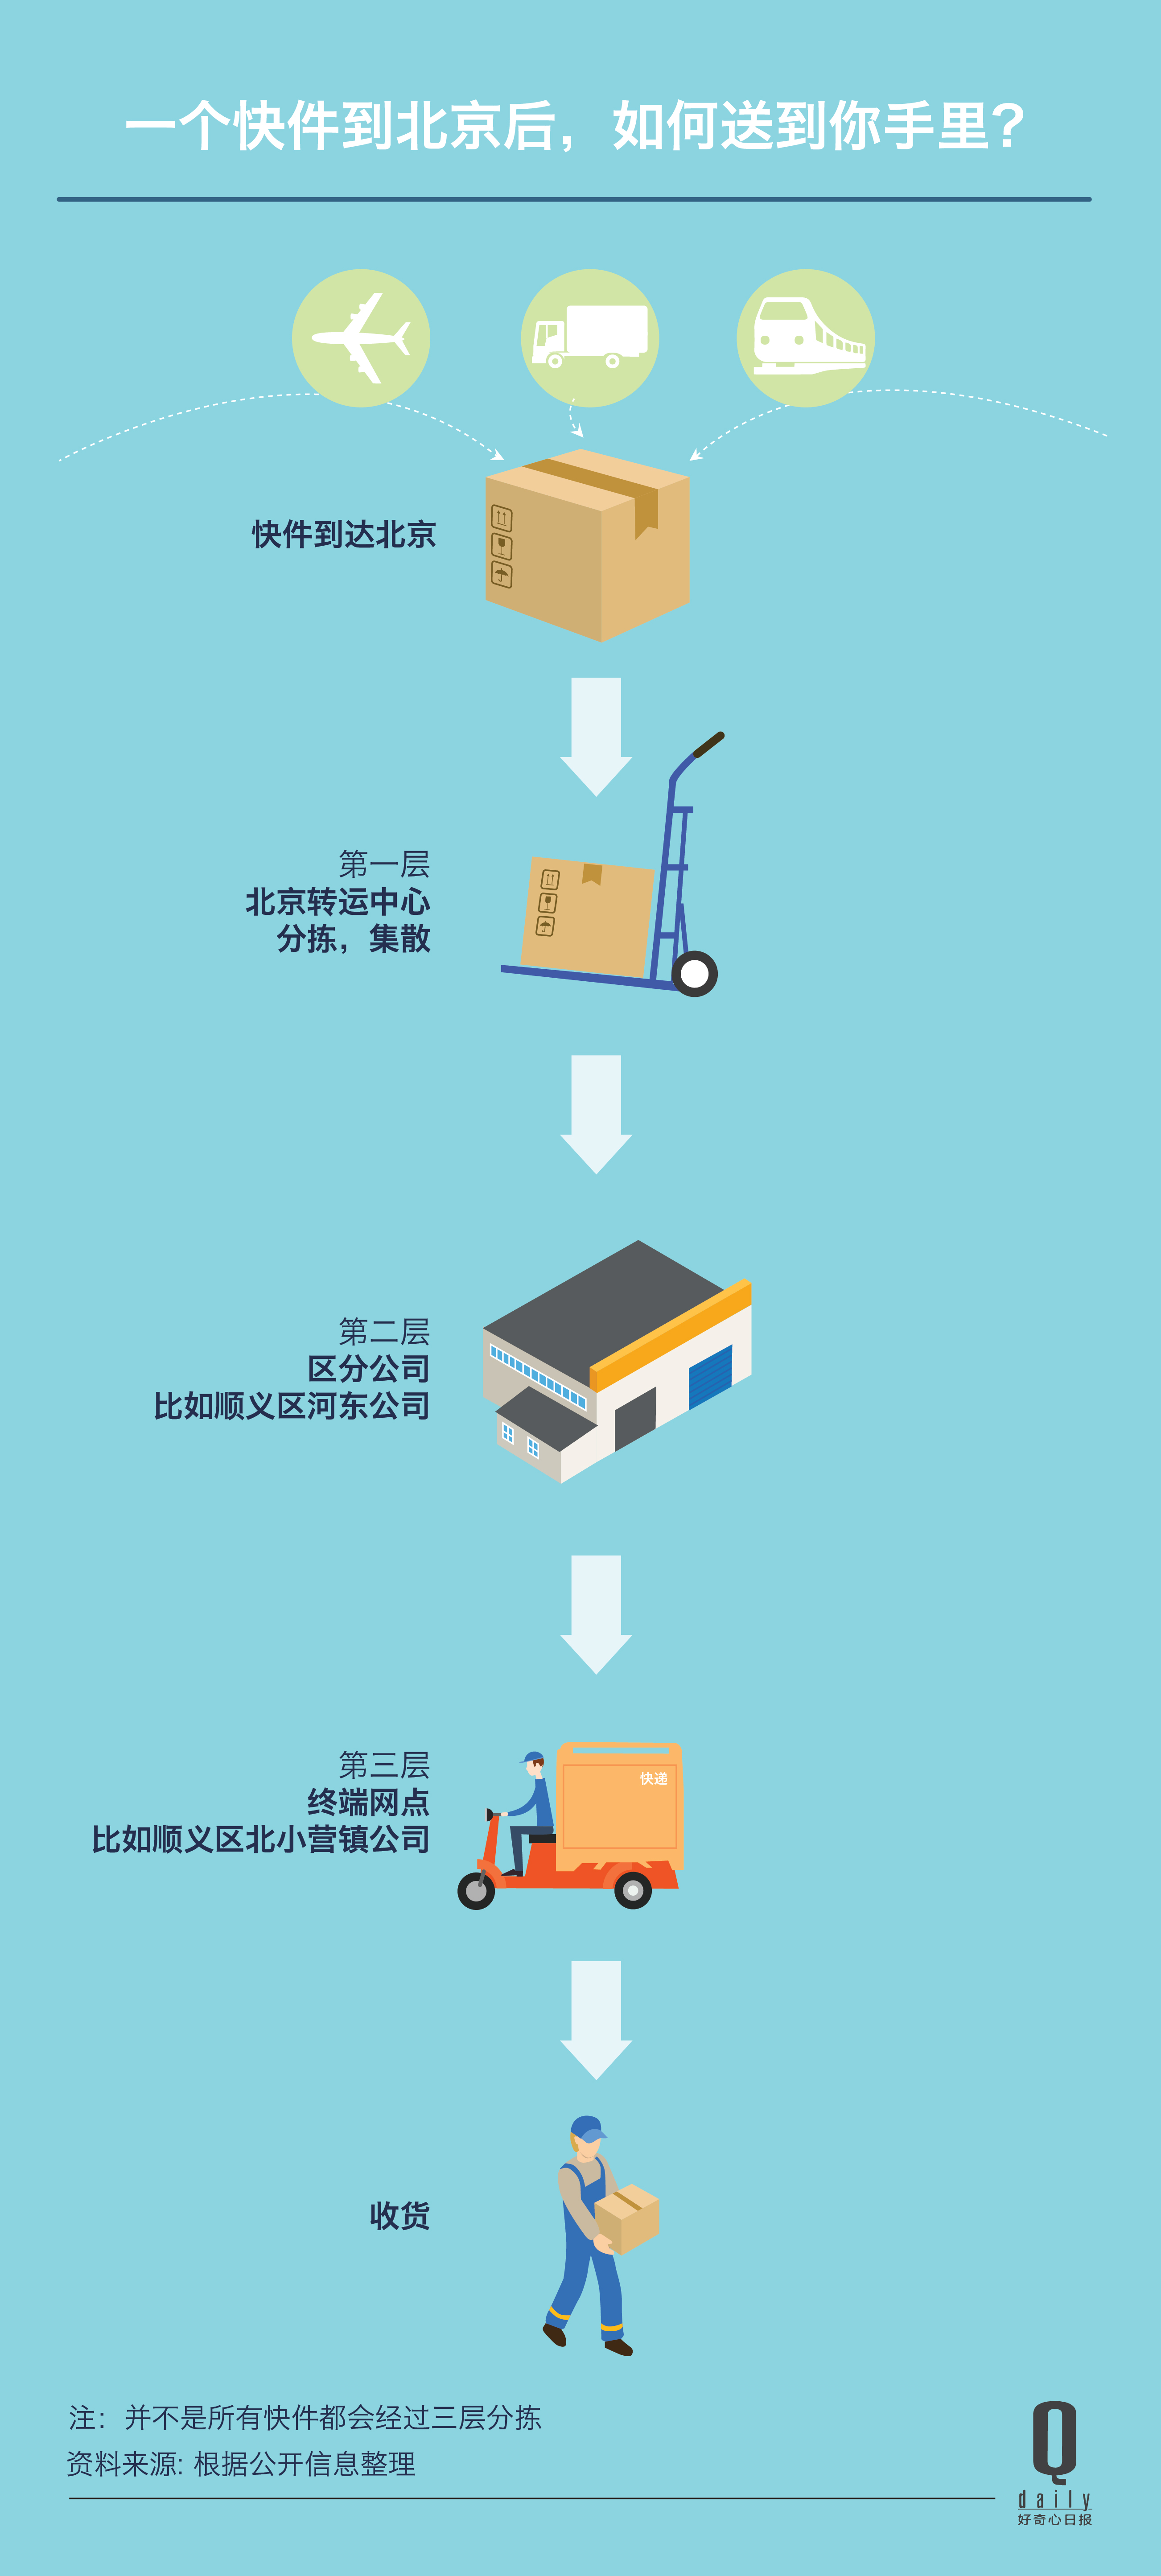 一个快件到北京后，如何送到你手里?
快件到达北京
第一层
北京转运中心
分拣，集散
第二层
区分公司
比如顺义区河东公司
快递
第三层
终端网点
比如顺义区北小营镇公司
收货
注：并不是所有快件都会经过三层分拣
资料来源: 根据公开信息整理
Q
daily
好奇心日报